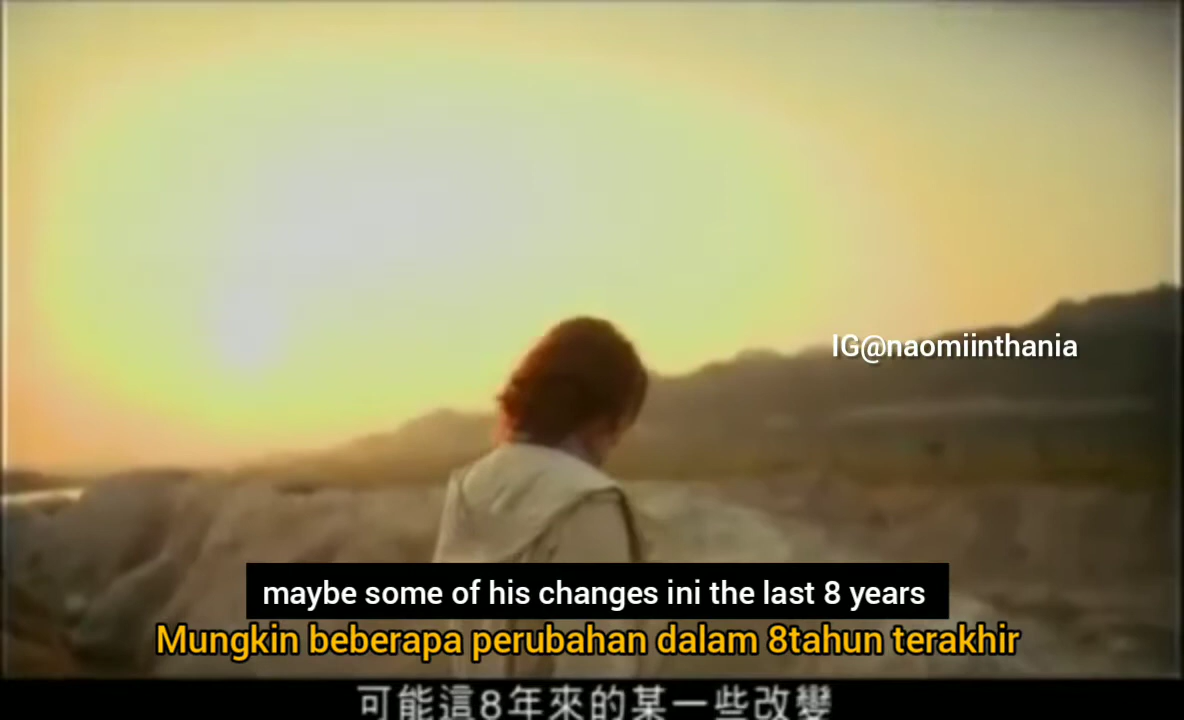 IG@naomiinthania
maybe some of his changes ini the last 8 years
Mungkin beberapa perubahan dalam 8tahun terakhir
可能這8年來的某一些改變